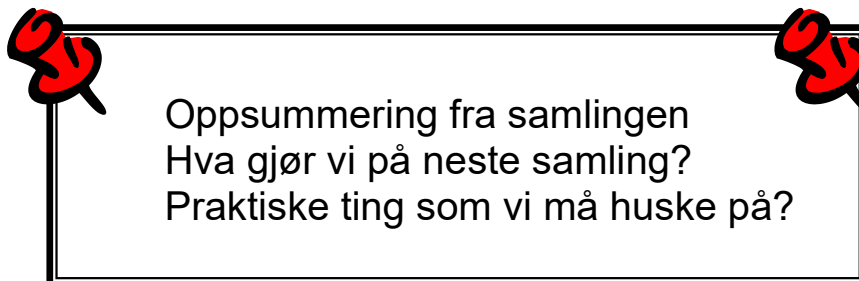 Oppsummering fra samlingen
Hva gjør vi på neste samling?
Praktiske ting som vi må huske på?